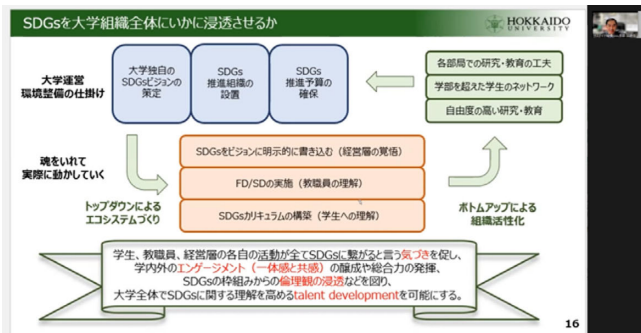 SDGsを大学組織全体にいかに浸透させるか
HOKKAIDO
UNIVERSITY
大学運営
環境整備の仕掛け
大学独自の
SDGsビジョンの
策定
SDGs
推進組織の
設置
SDGs
推進予算の
確保
各部局での研究・教育の工夫
学部を超えた学生のネットワーク
自由度の高い研究・教育
魂をいれて
実際に動かしていく
SDGsをビジョンに明示的に書き込む（経営層の覚悟）
FD/SDの実施（教職員の理解）
SDGsカリキュラムの構築（学生への理解）
トップダウンによる
エコシステムづくり
ボトムアップによる
組織活性化
学生、教職員、経営層の各自の活動が全てSDGsに繋がると言う気づきを促し、
学内外のエンゲージメント（一体感と共感）の醸成や総合力の発揮、
SDGsの枠組みからの倫理観の浸透などを図り、
大学全体でSDGsに関する理解を高めるtalent developmentを可能にする。
16